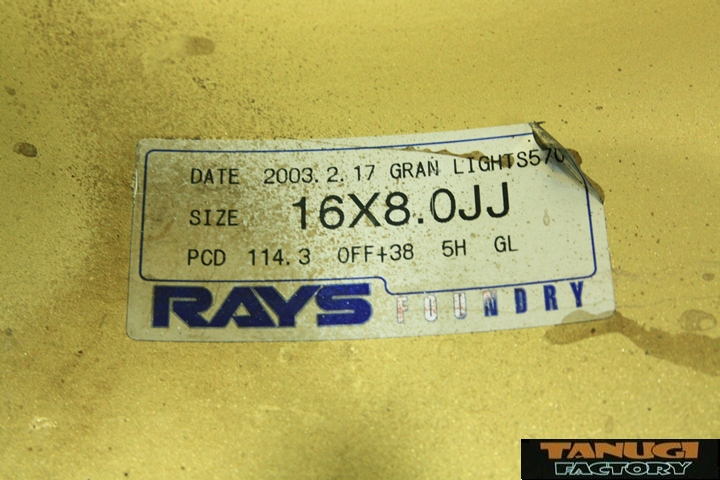 DATE 2003.2.17 GRAN LIGHTS570
SIZE 16X8.0JJ
PCD 114.3 OFF+38 5H GL
RAYS FOUNDRY
TANUGI
FACTORY